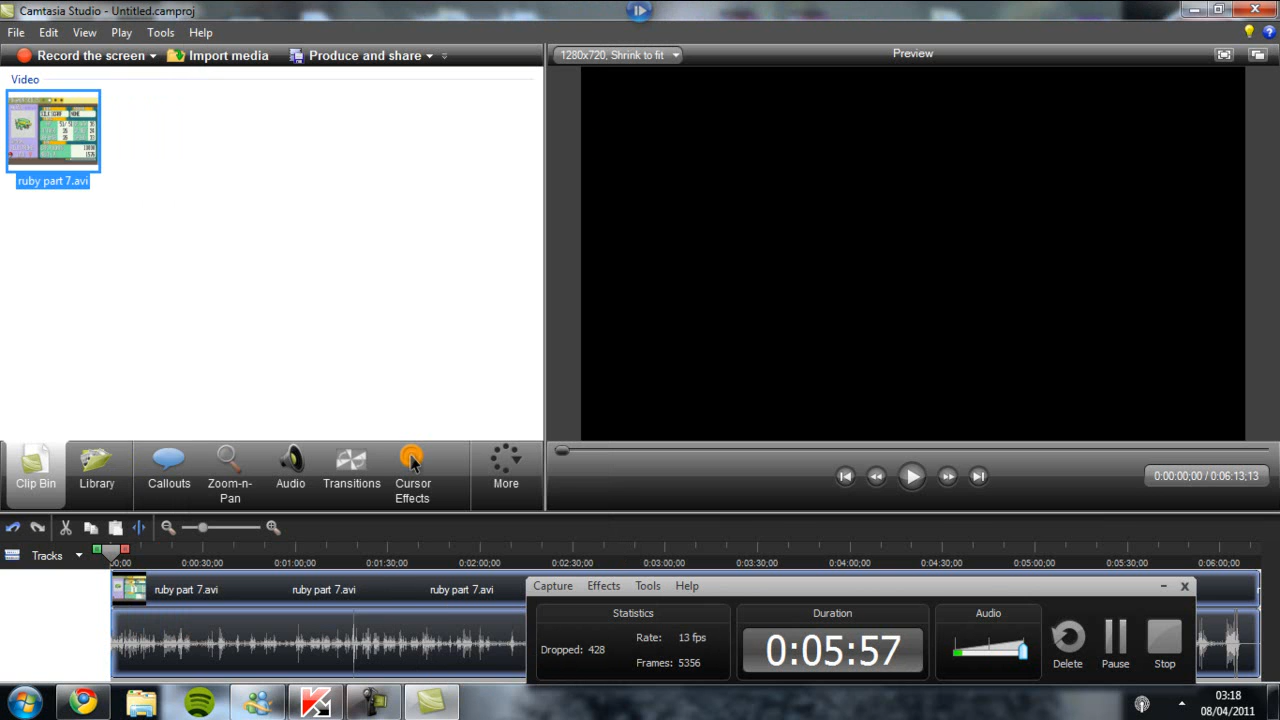 Camtasia Studio - Untitled.camproj
File Edit View Play Tools Help
Record the screen Import media Produce and share
1280x720, Shrink to fit
Preview
Video
ruby part 7.avi
Clip Bin
Library
Callouts
Zoom-n-
Pan
Audio
Transitions
Cursor
Effects
More
0:00:00;00 / 0:06:13;13
Tracks
00;00 0:00:30;00 0:01:00;00 0:01:30;00 0:02:00;00 0:02:30;00 0:03:00;00 0:03:30;00 0:04:00;00 0:04:30;00 0:05:00;00 0:05:30;00 0:06:00;00
ruby part 7.avi ruby part 7.avi ruby part 7.avi
Capture Effects Tools Help
Statistics
Dropped: 428
Rate: 13 fps
Frames: 5356
Duration
0:05:57
Audio
Delete
Pause
Stop
03:18
08/04/2011